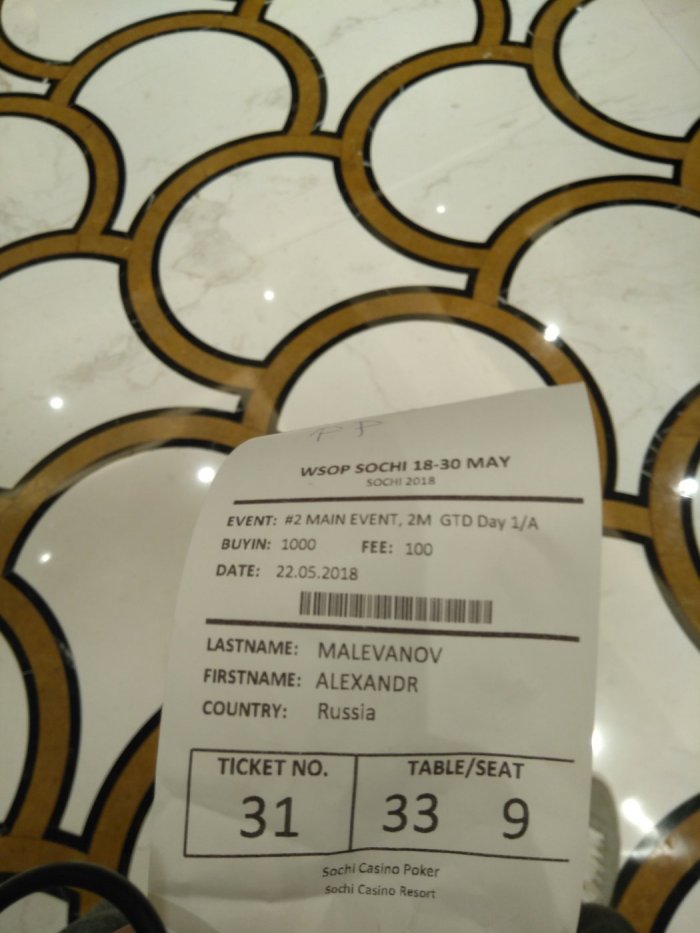 PP
WSOP SOCHI 18-30 MAY
SOCHI 2018
EVENT: #2 MAIN EVENT, 2M GTD Day 1/A
BUYIN: 1000 FEE: 100
DATE: 22.05.2018
LASTNAME: MALEVANOV
FIRSTNAME: ALEXANDR
COUNTRY: Russia
TICKET NO. TABLE/SEAT
31 33 9
Sochi Casino Poker
Sochi Casino Resort